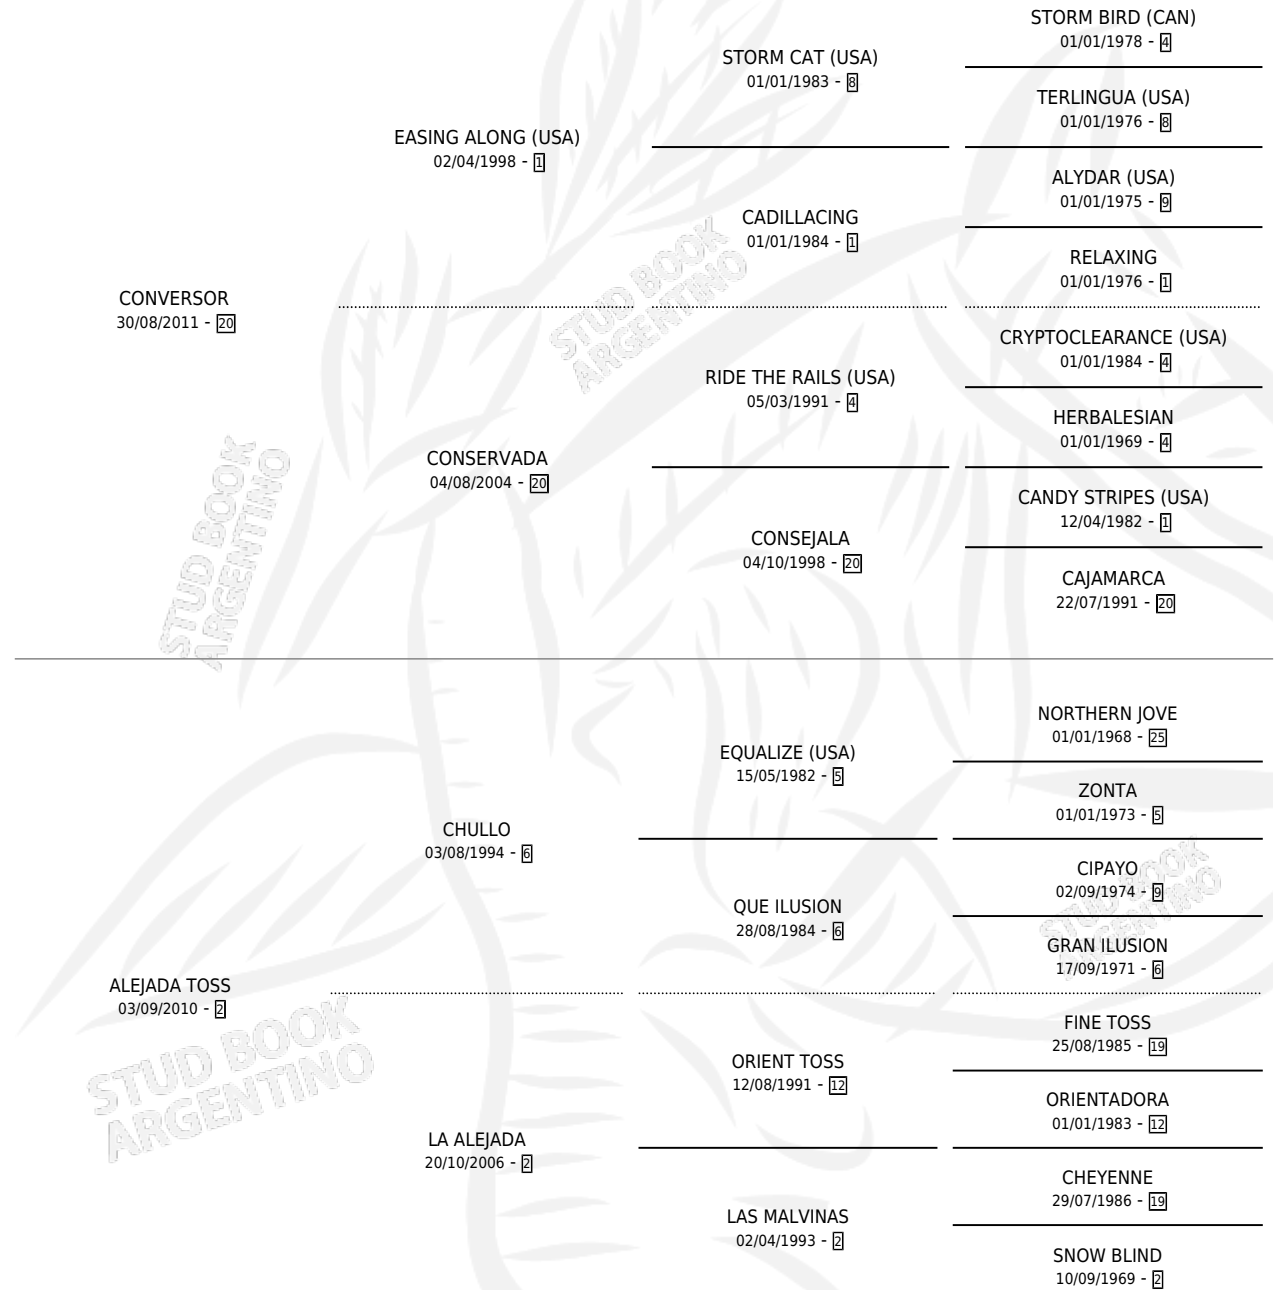 STORM BIRD (CAN)
01/01/1978 - 4
STORM CAT (USA)
01/01/1983 - 8
TERLINGUA (USA)
01/01/1976 - 8
EASING ALONG (USA)
02/04/1998 - 1
ALYDAR (USA)
01/01/1975 - 9
CADILLACING
01/01/1984 - 1
RELAXING
01/01/1976 - 1
CONVERSOR
30/08/2011 - 20
CRYPTOCLEARANCE (USA)
01/01/1984 - 4
RIDE THE RAILS (USA)
05/03/1991 - 4
HERBALESIAN
01/01/1969 - 4
CONSERVADA
04/08/2004 - 20
CANDY STRIPES (USA)
12/04/1982 - 1
CONSEJALA
04/10/1998 - 20
CAJAMARCA
22/07/1991 - 20
NORTHERN JOVE
01/01/1968 - 25
EQUALIZE (USA)
15/05/1982 - 5
ZONTA
01/01/1973 - 5
CHULLO
03/08/1994 - 6
CIPAYO
02/09/1974 - 9
QUE ILUSION
28/08/1984 - 6
GRAN ILUSION
17/09/1971 - 6
ALEJADA TOSS
03/09/2010 - 2
FINE TOSS
25/08/1985 - 19
ORIENT TOSS
12/08/1991 - 12
ORIENTADORA
01/01/1983 - 12
LA ALEJADA
20/10/2006 - 2
CHEYENNE
29/07/1986 - 19
LAS MALVINAS
02/04/1993 - 2
SNOW BLIND
10/09/1969 - 2
STUD BOOK
ARGENTINO
STUD BOOK
ARGENTINO
STUD BOOK
ARGENTINO
STUD BOOK
ARGENTINO